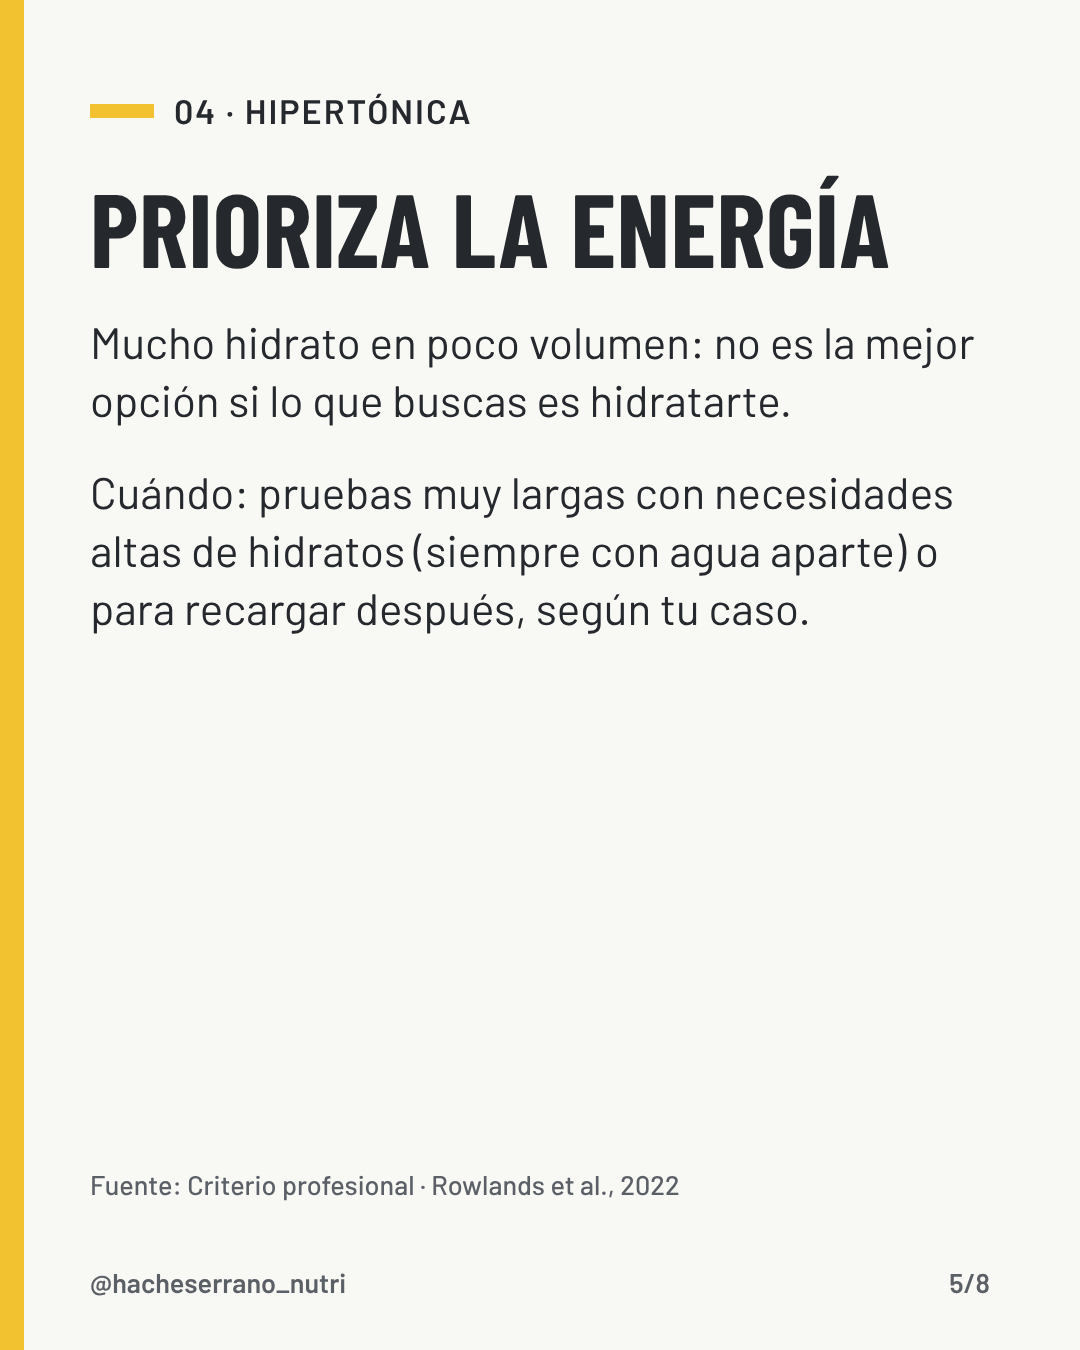 04 · HIPERTÓNICA
PRIORIZA LA ENERGÍA
Mucho hidrato en poco volumen: no es la mejor
opción si lo que buscas es hidratarte.
Cuándo: pruebas muy largas con necesidades
altas de hidratos (siempre con agua aparte) o
para recargar después, según tu caso.
Fuente: Criterio profesional · Rowlands et al., 2022
@hacheserrano_nutri
5/8